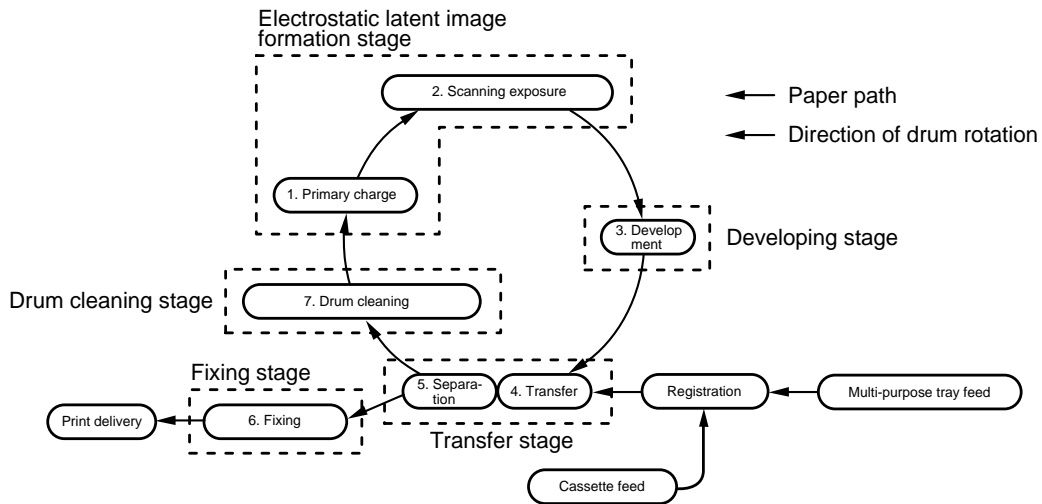 Electrostatic latent image
formation stage
2. Scanning exposure
Paper path
Direction of drum rotation
1. Primary charge
3. Develop
ment
Developing stage
Drum cleaning stage
7. Drum cleaning
Fixing stage
5. Separa-
tion
4. Transfer
Registration
Multi-purpose tray feed
Print delivery
6. Fixing
Transfer stage
Cassette feed